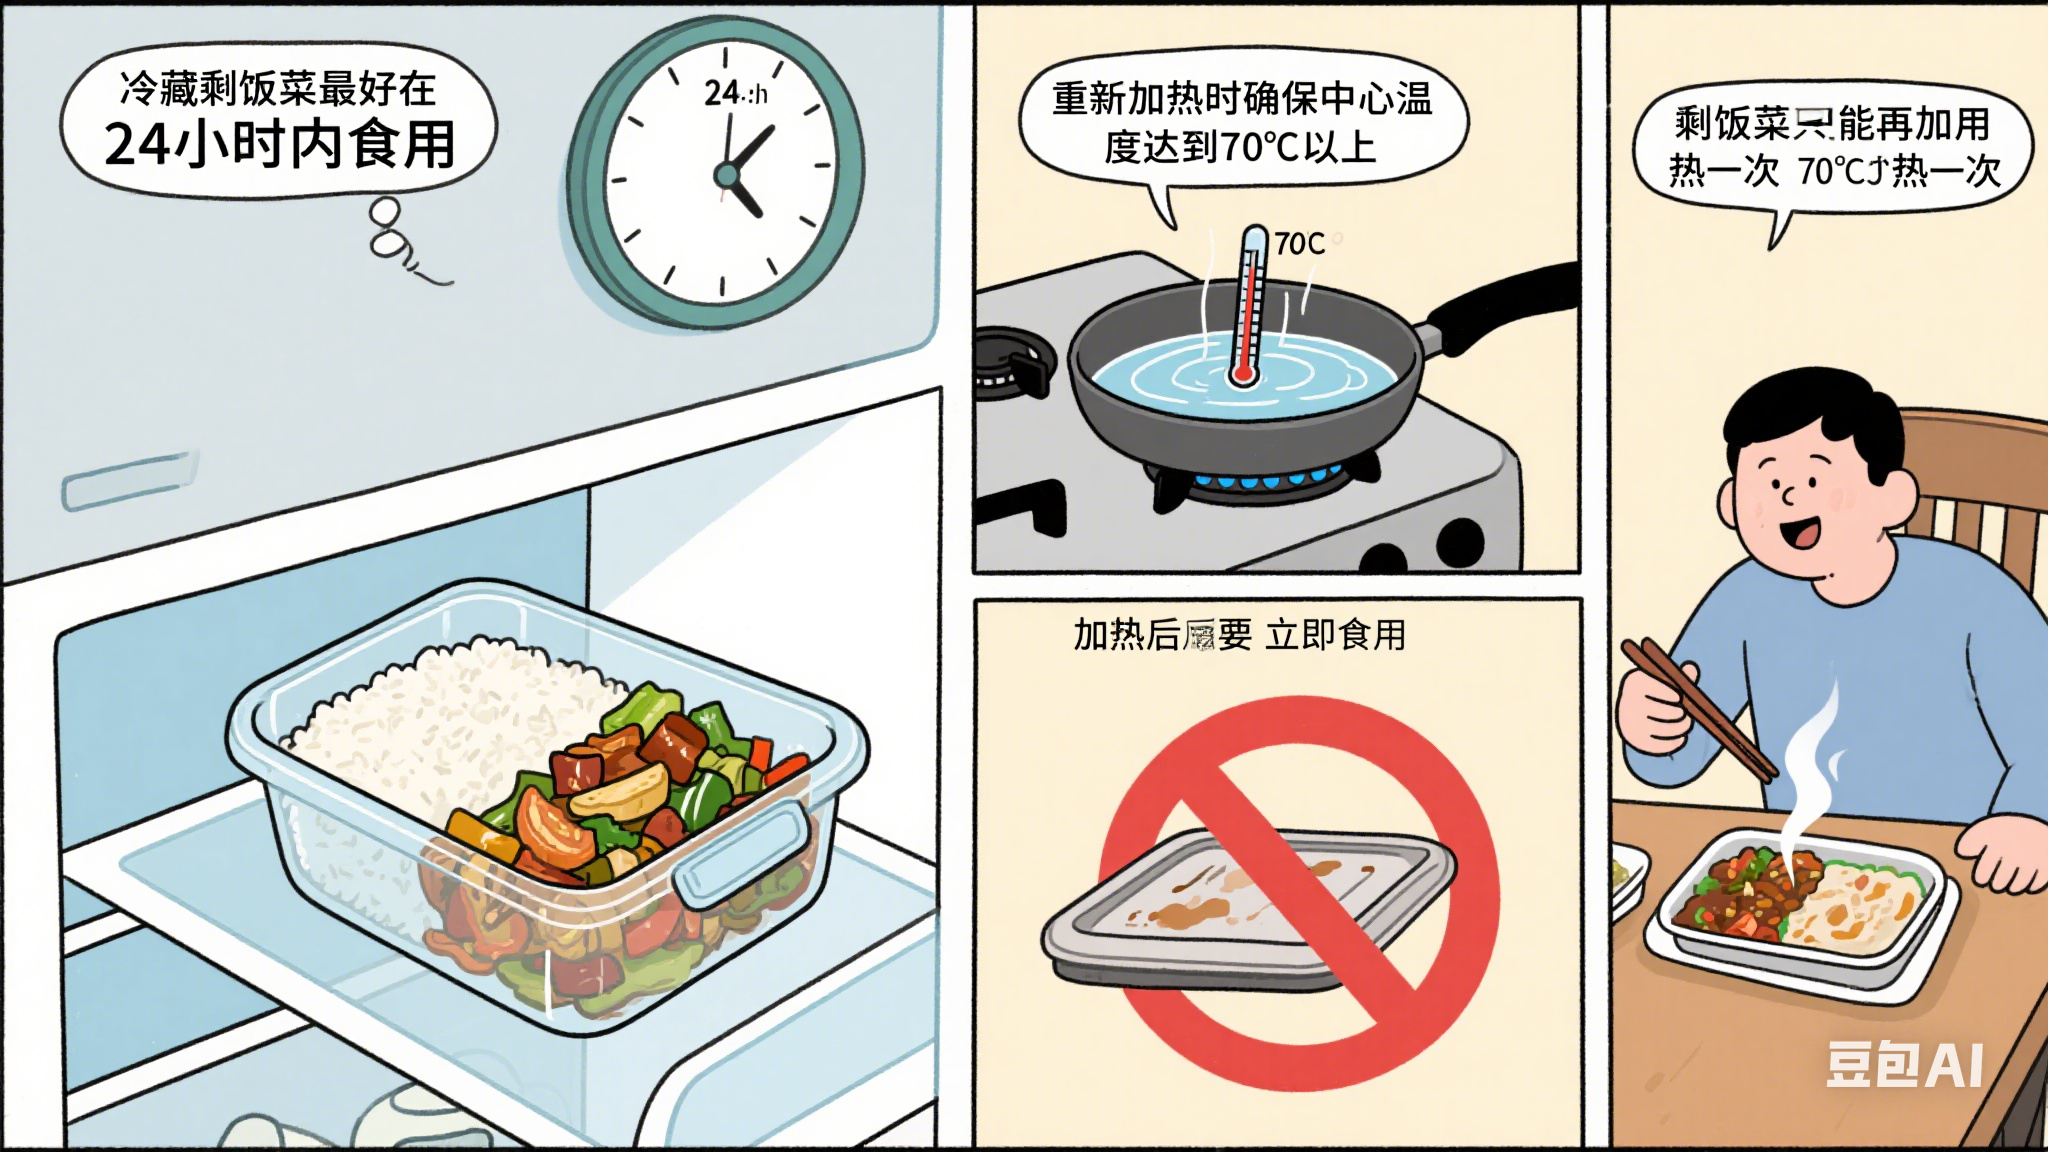 冷藏剩饭菜最好在
24小时内食用
24
重新加热时确保中心温
度达到70℃以上
70C
加热后要 立即食用
剩饭菜只能再加用
热一次 70℃热一次
豆包AI